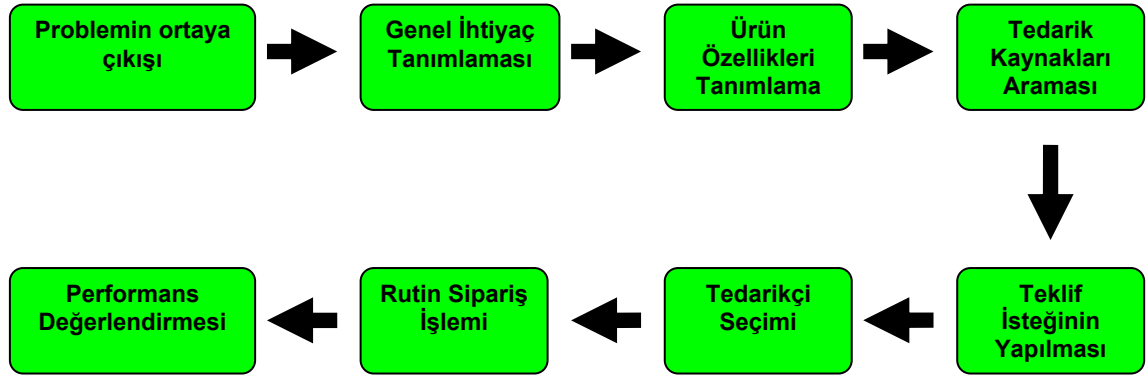 Problemin ortaya
çıkışı
Genel İhtiyaç
Tanımlaması
Ürün
Özellikleri
Tanımlama
Tedarik
Kaynakları
Araması
Teklif
İsteğinin
Yapılması
Tedarikçi
Seçimi
Rutin Sipariş
İşlemi
Performans
Değerlendirmesi